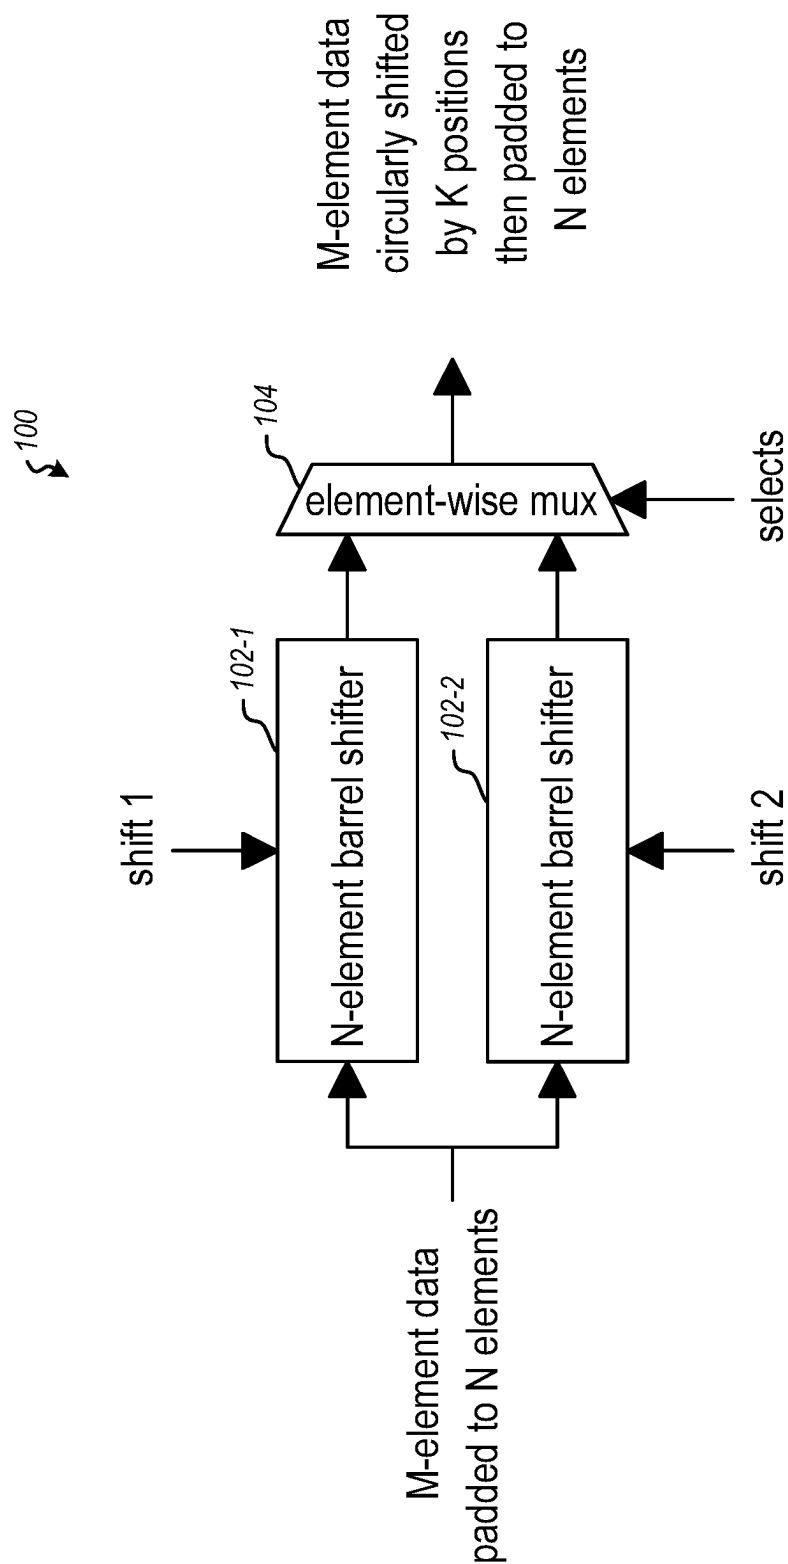 100
shift 1
102-1
N-element barrel shifter
102-2
N-element barrel shifter
shift 2
M-element data
padded to N elements
104
element-wise mux
selects
M-element data
circularly shifted
by K positions
then padded to
N elements